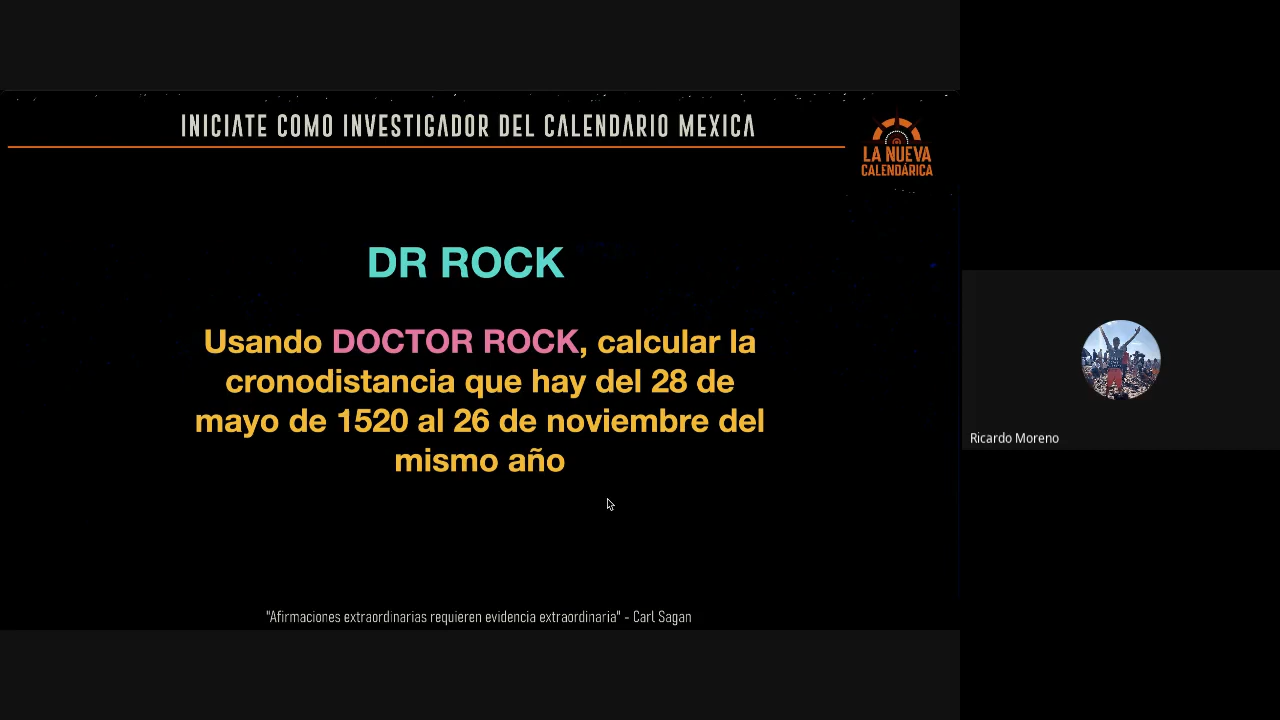 INICIATE COMO INVESTIGADOR DEL CALENDARIO MEXICA
LA NUEVA
CALENDÁRICA
DR ROCK
Usando DOCTOR ROCK, calcular la
cronodistancia que hay del 28 de
mayo de 1520 al 26 de noviembre del
mismo año
Ricardo Moreno
"Afirmaciones extraordinarias requieren evidencia extraordinaria" - Carl Sagan